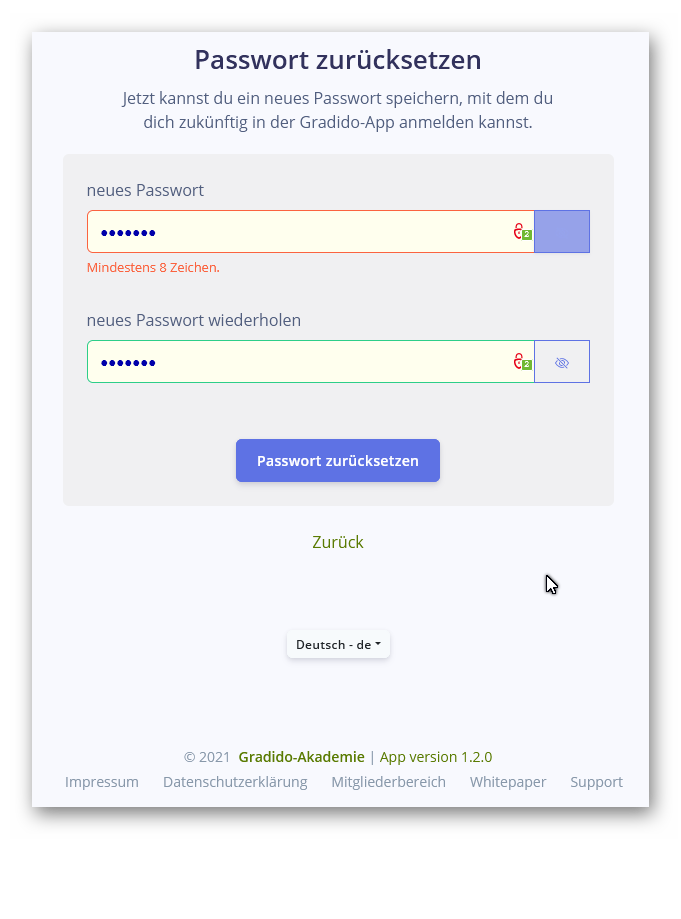 Passwort zurücksetzen
Jetzt kannst du ein neues Passwort speichern, mit dem du
dich zukünftig in der Gradido-App anmelden kannst.
neues Passwort
•••••••
2
Mindestens 8 Zeichen.
neues Passwort wiederholen
•••••••
2
Passwort zurücksetzen
Zurück
Deutsch - de
© 2021 Gradido-Akademie | App version 1.2.0
Impressum Datenschutzerklärung Mitgliederbereich Whitepaper Support